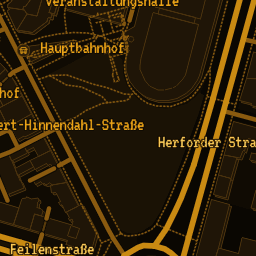 Veranstaltungshalle
Hauptbahnhof
hof
ert-Hinnendahl-Straße
Herforder Stra
Feilenstraße